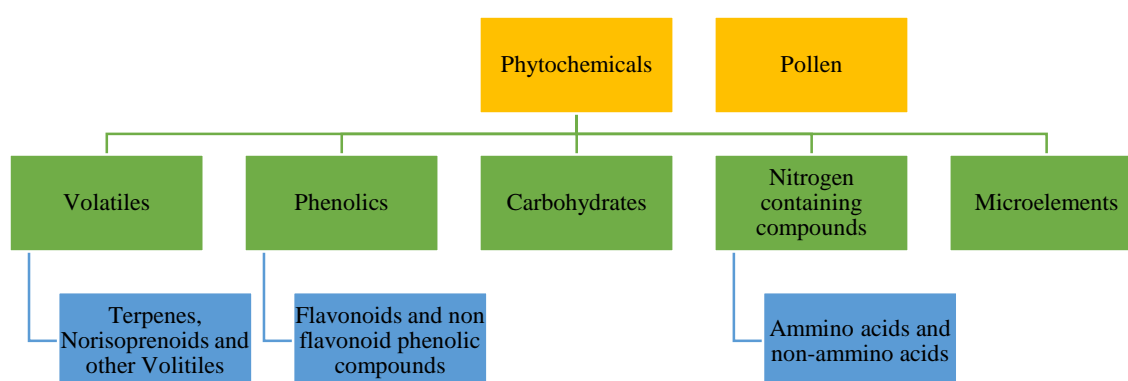 Phytochemicals
Pollen
Volatiles
Phenolics
Carbohydrates
Nitrogen
containing
compounds
Microelements
Terpenes,
Norisoprenoids and
other Volitiles
Flavonoids and non
flavonoid phenolic
compounds
Ammino acids and
non-ammino acids